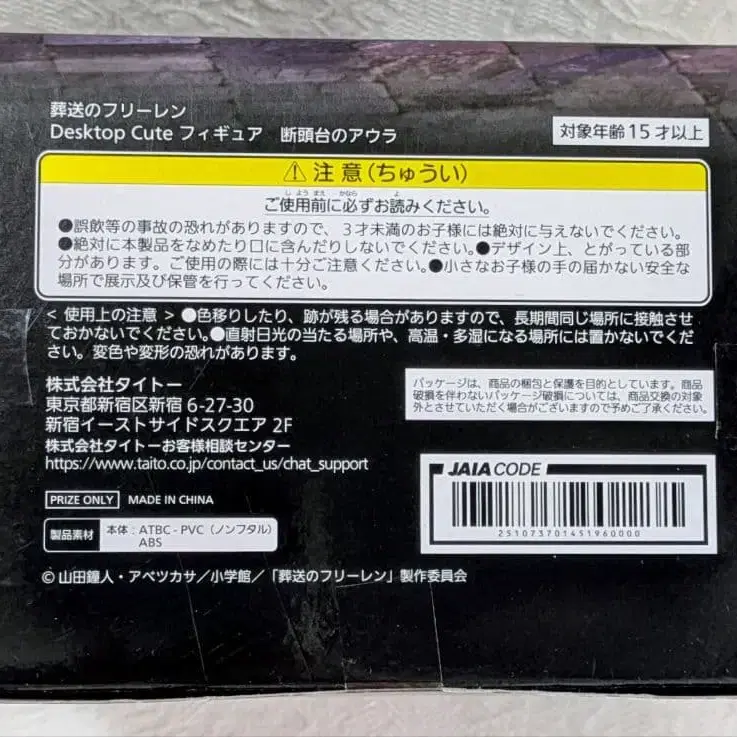 葬送のフリーレン
Desktop Cute フィギュア 断頭台のアウラ
対象年齢15才以上
⚠注意(ちゅうい)
ご使用前に必ずお読みください。
●誤飲等の事故の恐れがありますので、3才未満のお子様には絶対に与えないでください。
●絶対に本製品をなめたり口に含んだりしないでください。●デザイン上、とがっている部
分があります。ご使用の際には十分ご注意ください。●小さなお子様の手の届かない安全な
場所で展示及び保管を行ってください。
< 使用上の注意 > ●色移りしたり、跡が残る場合がありますので、長期間同じ場所に接触させ
ておかないでください。●直射日光の当たる場所や、高温・多湿になる場所には置かないでくだ
さい。変色や変形の恐れがあります。
株式会社タイトー
東京都新宿区新宿 6-27-30
新宿イーストサイドスクエア 2F
株式会社タイトーお客様相談センター
https://www.taito.co.jp/contact_us/chat_support
パッケージは、商品の梱包と保護を目的としています。商品
破損を伴わないパッケージ破損については、商品交換の対象
外とさせていただく場合がございますので予めご了承ください。
JAIA CODE
2510737014519600000
PRIZE ONLY MADE IN CHINA
製品素材 本体:ATBC-PVC(ノンフタル)
ABS
© 山田鐘人・アベツカサ/小学館/「葬送のフリーレン」製作委員会